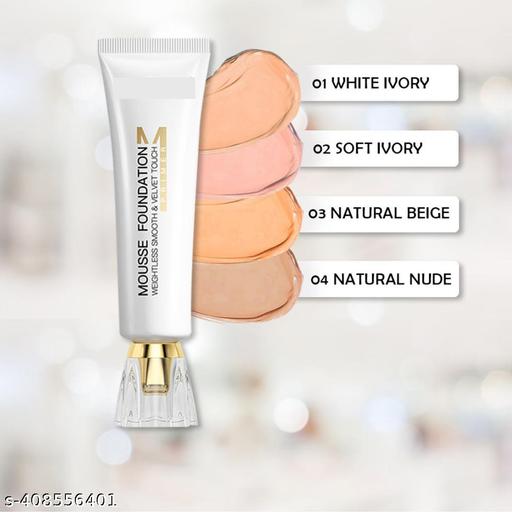 01 WHITE IVORY
02 SOFT IVORY
03 NATURAL BEIGE
04 NATURAL NUDE
M
PRIMER
MOUSSE FOUNDATION
WEIGHTLESS SMOOTH & VELVET TOUCH
s-408556401